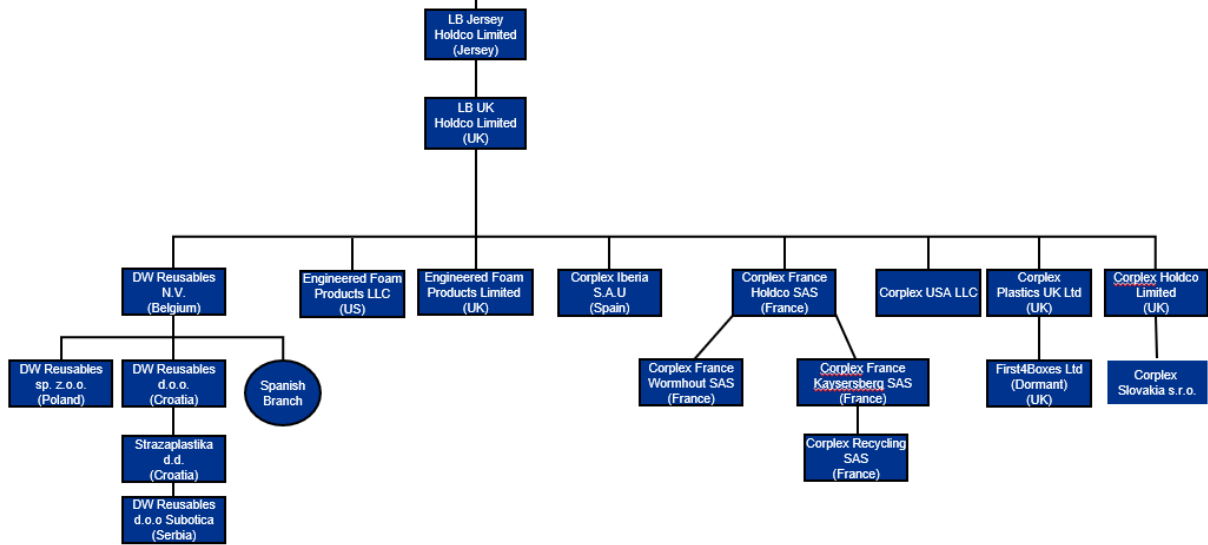 LB Jersey
Holdco Limited
(Jersey)
LB UK
Holdco Limited
(UK)
DW Reusables
N.V.
(Belgium)
Engineered Foam
Products LLC
(US)
Engineered Foam
Products Limited
(UK)
Corplex Iberia
S.A.U
(Spain)
Corplex France
Holdco SAS
(France)
Corplex USA LLC
Corplex
Plastics UK Ltd
(UK)
Corplex Holdco
Limited
(UK)
DW Reusables
sp. z.o.o.
(Poland)
DW Reusables
d.o.o.
(Croatia)
Spanish
Branch
Corplex France
Wormhout SAS
(France)
Corplex France
Kaysersberg SAS
(France)
First4Boxes Ltd
(Dormant)
(UK)
Corplex
Slovakia s.r.o.
Strazaplastika
d.d.
(Croatia)
Corplex Recycling
SAS
(France)
DW Reusables
d.o.o Subotica
(Serbia)